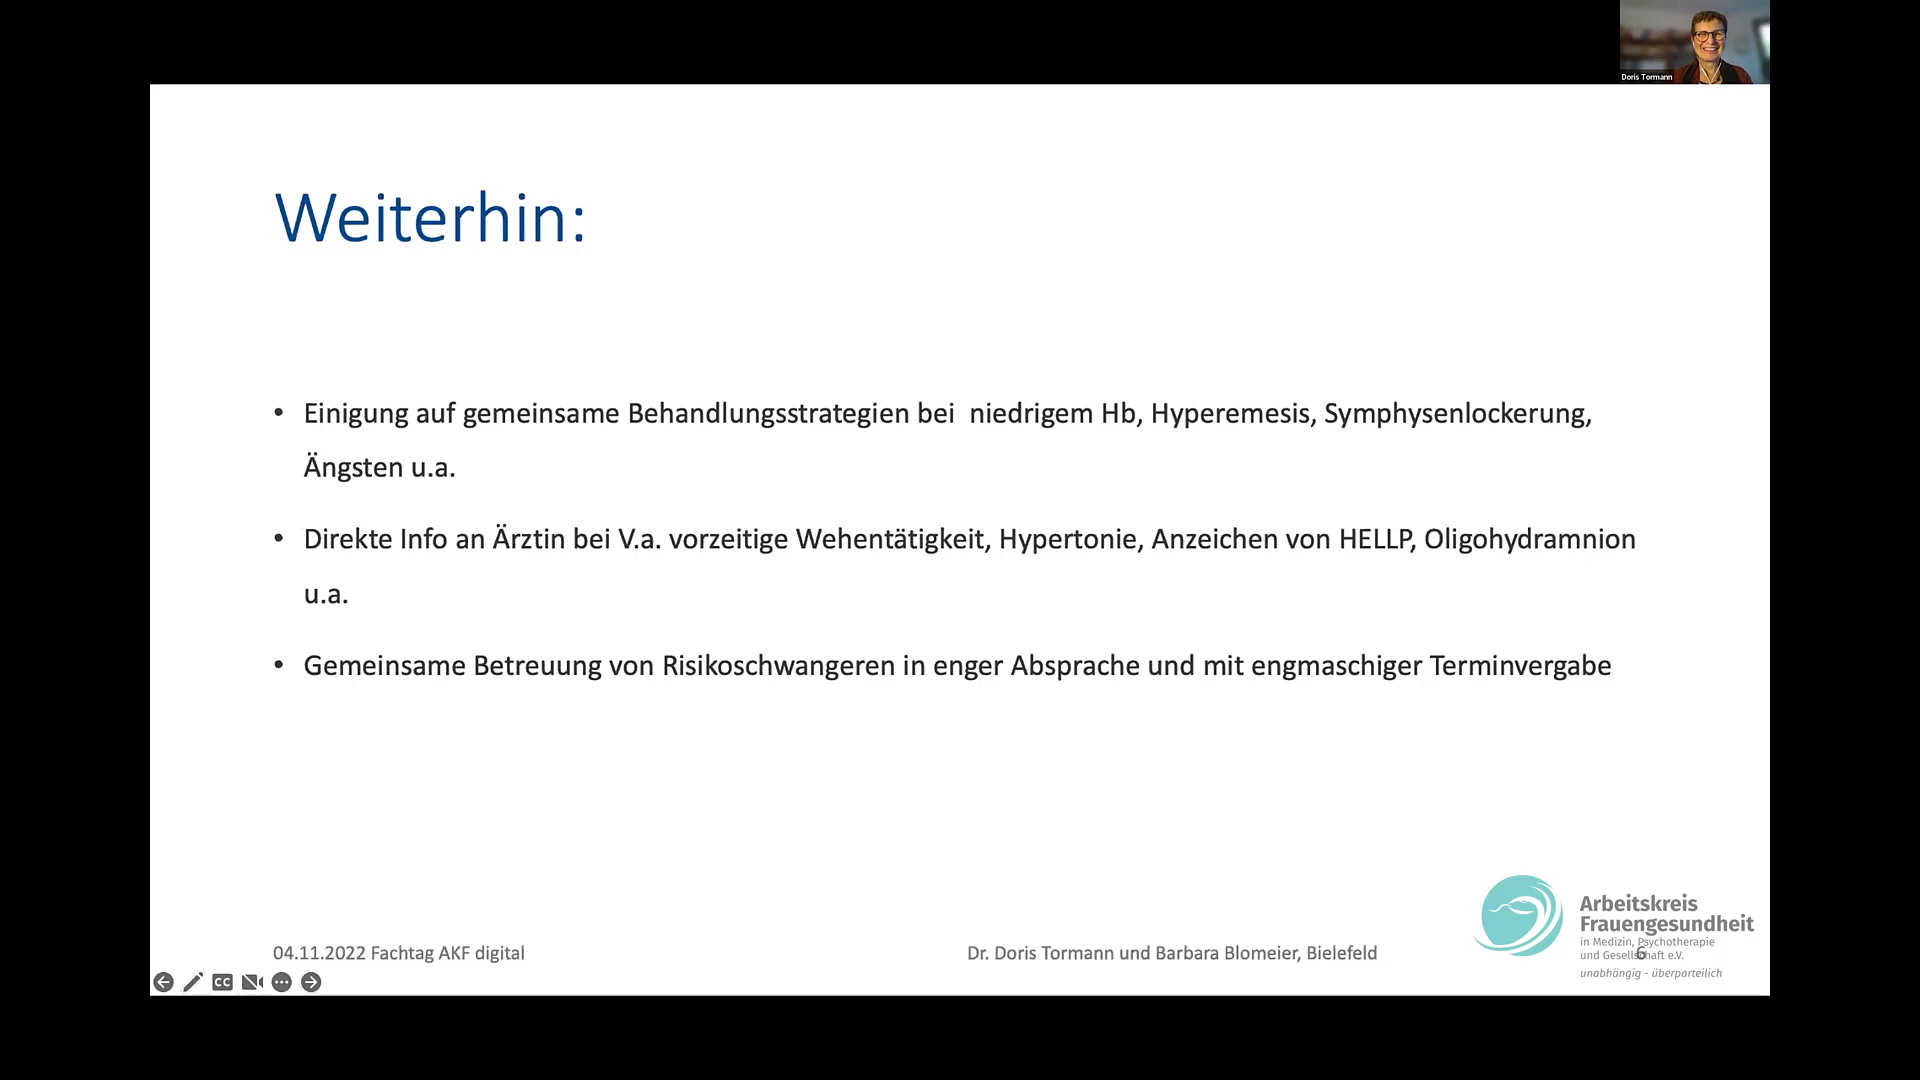 Doris Tormann
Weiterhin:
• Einigung auf gemeinsame Behandlungsstrategien bei  niedrigem Hb, Hyperemesis, Symphysenlockerung,
Ängsten u.a.
• Direkte Info an Ärztin bei V.a. vorzeitige Wehentätigkeit, Hypertonie, Anzeichen von HELLP, Oligohydramnion
u.a.
• Gemeinsame Betreuung von Risikoschwangeren in enger Absprache und mit engmaschiger Terminvergabe
04.11.2022 Fachtag AKF digital
Dr. Doris Tormann und Barbara Blomeier, Bielefeld
6
Arbeitskreis
Frauengesundheit
in Medizin, Psychotherapie
und Gesellschaft e.V.
unabhängig - überparteilich
CC